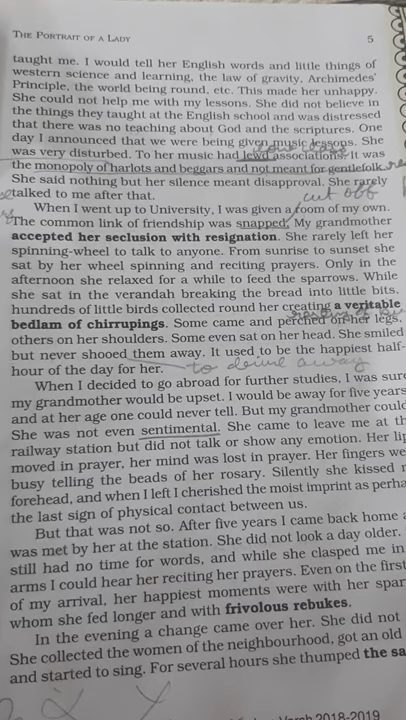 THE PORTRAIT OF A LADY 5
taught me. I would tell her English words and little things of
western science and learning, the law of gravity, Archimedes'
Principle, the world being round, etc. This made her unhappy.
She could not help me with my lessons. She did not believe in
the things they taught at the English school and was distressed
that there was no teaching about God and the scriptures. One
day I announced that we were being given music lessons. She
was very disturbed. To her music had lewd associations. It was
the monopoly of harlots and beggars and not meant for gentlefolk.
She said nothing but her silence meant disapproval. She rarely
talked to me after that.
cut off
When I went up to University, I was given a room of my own.
The common link of friendship was snapped. My grandmother
accepted her seclusion with resignation. She rarely left her
spinning-wheel to talk to anyone. From sunrise to sunset she
sat by her wheel spinning and reciting prayers. Only in the
afternoon she relaxed for a while to feed the sparrows. While
she sat in the verandah breaking the bread into little bits,
hundreds of little birds collected round her creating a veritable
bedlam of chirrupings. Some came and perched on her legs,
others on her shoulders. Some even sat on her head. She smiled
but never shooed them away. It used to be the happiest half-
hour of the day for her. to drive away
When I decided to go abroad for further studies, I was sure
my grandmother would be upset. I would be away for five years
and at her age one could never tell. But my grandmother could
She was not even sentimental. She came to leave me at th
railway station but did not talk or show any emotion. Her lip
moved in prayer, her mind was lost in prayer. Her fingers we
busy telling the beads of her rosary. Silently she kissed
forehead, and when I left I cherished the moist imprint as perha
the last sign of physical contact between us.
But that was not so. After five years I came back home
was met by her at the station. She did not look a day older.
still had no time for words, and while she clasped me in
arms I could hear her reciting her prayers. Even on the first
of my arrival, her happiest moments were with her spar
whom she fed longer and with frivolous rebukes.
In the evening a change came over her. She did not
She collected the women of the neighbourhood, got an old
and started to sing. For several hours she thumped the sa
2018-2019